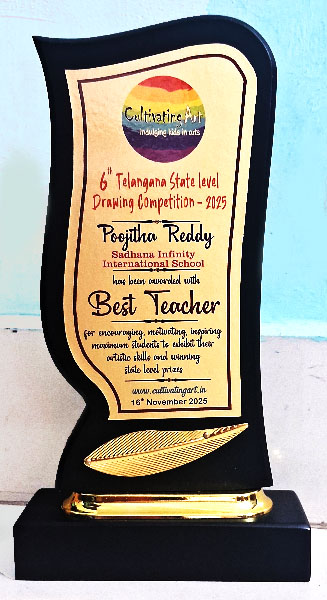 Cultivating Art
indulging kids in arts
6th Telangana State level
Drawing Competition - 2025
Poojitha Reddy
Sadhana Infinity
International School
has been awarded with
Best Teacher
for encouraging, motivating, inspiring
maximum students to exhibit their
artistic skills and winning
state level prizes
www.cultivatingart.in
16th November 2025